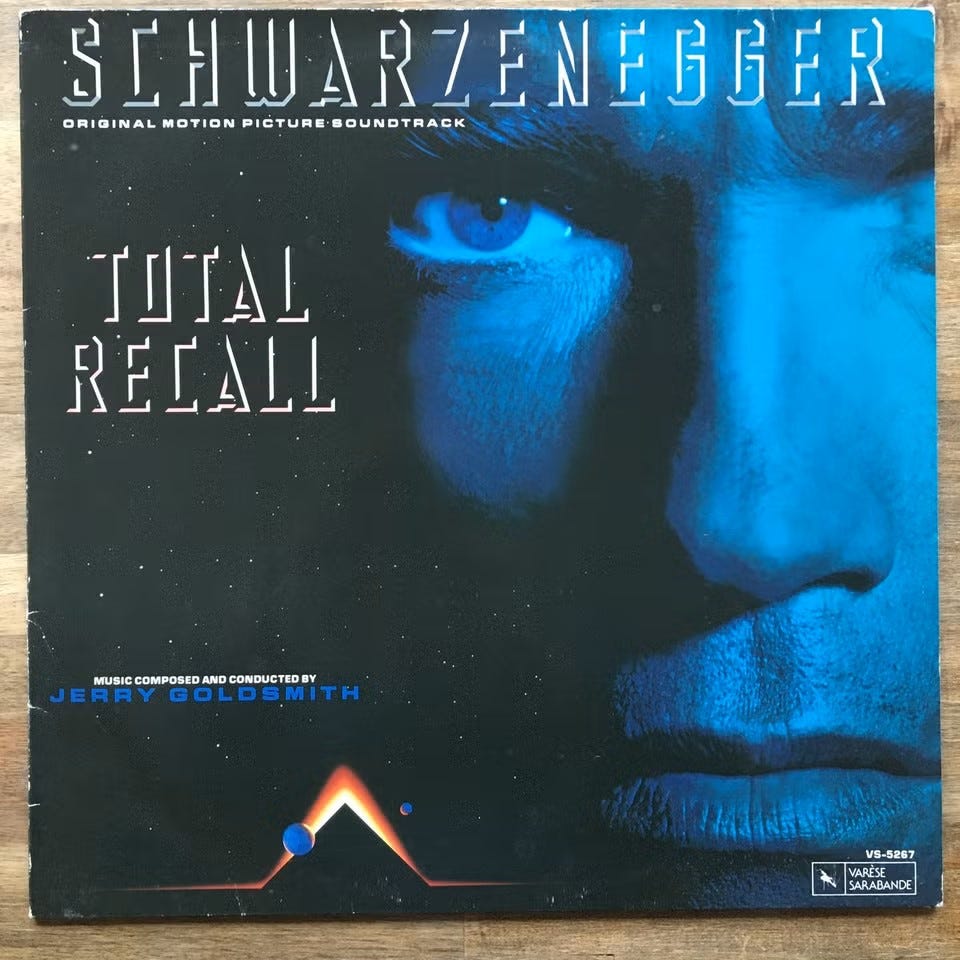 SCHWARZENEGGER
ORIGINAL MOTION PICTURE SOUNDTRACK
TOTAL
RECALL
MUSIC COMPOSED AND CONDUCTED BY
JERRY GOLDSMITH
VS-5267
VARÈSE
SARABANDE